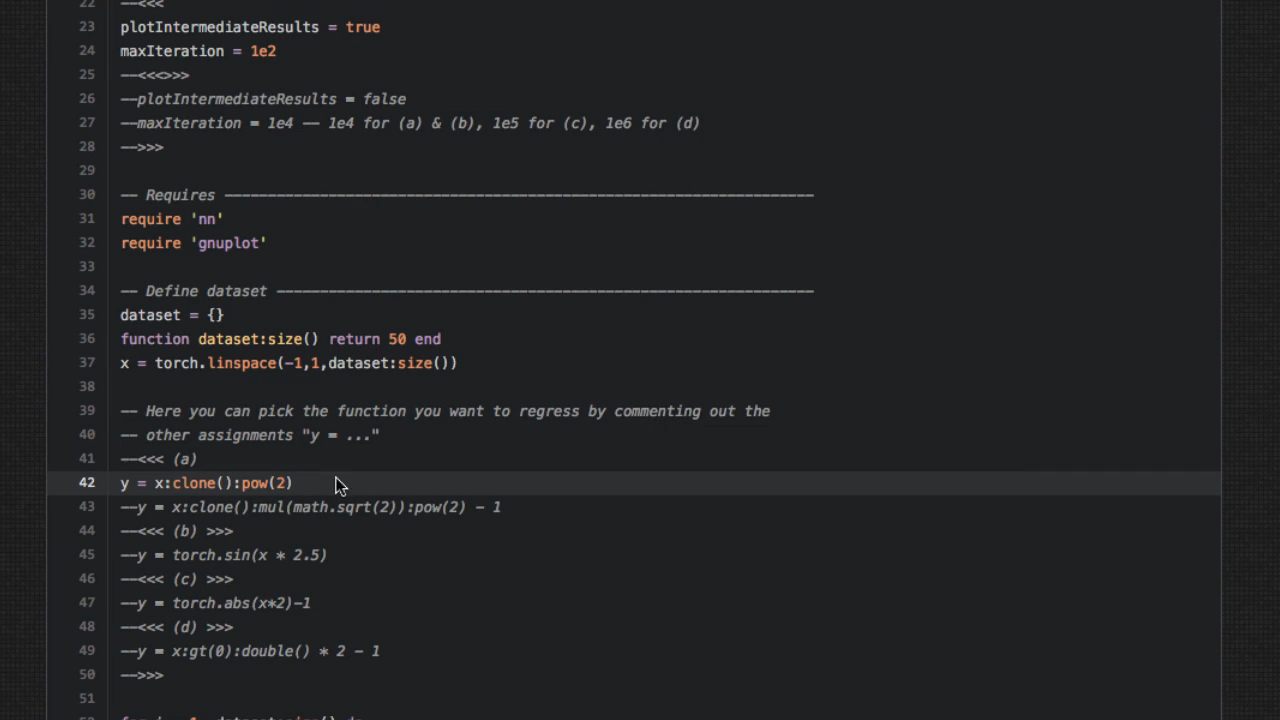 22 --<<<
23 plotIntermediateResults = true
24 maxIteration = 1e2
25 --<<<>>>
26 --plotIntermediateResults = false
27 --maxIteration = 1e4 -- 1e4 for (a) & (b), 1e5 for (c), 1e6 for (d)
28 -->>>
29
30 -- Requires ---------------------------------------------------------------------
31 require 'nn'
32 require 'gnuplot'
33
34 -- Define dataset ---------------------------------------------------------------
35 dataset = {}
36 function dataset:size() return 50 end
37 x = torch.linspace(-1,1,dataset:size())
38
39 -- Here you can pick the function you want to regress by commenting out the
40 -- other assignments "y = ..."
41 --<<< (a)
42 y = x:clone():pow(2)
43 --y = x:clone():mul(math.sqrt(2)):pow(2) - 1
44 --<<< (b) >>>
45 --y = torch.sin(x * 2.5)
46 --<<< (c) >>>
47 --y = torch.abs(x*2)-1
48 --<<< (d) >>>
49 --y = x:gt(0):double() * 2 - 1
50 -->>>
51